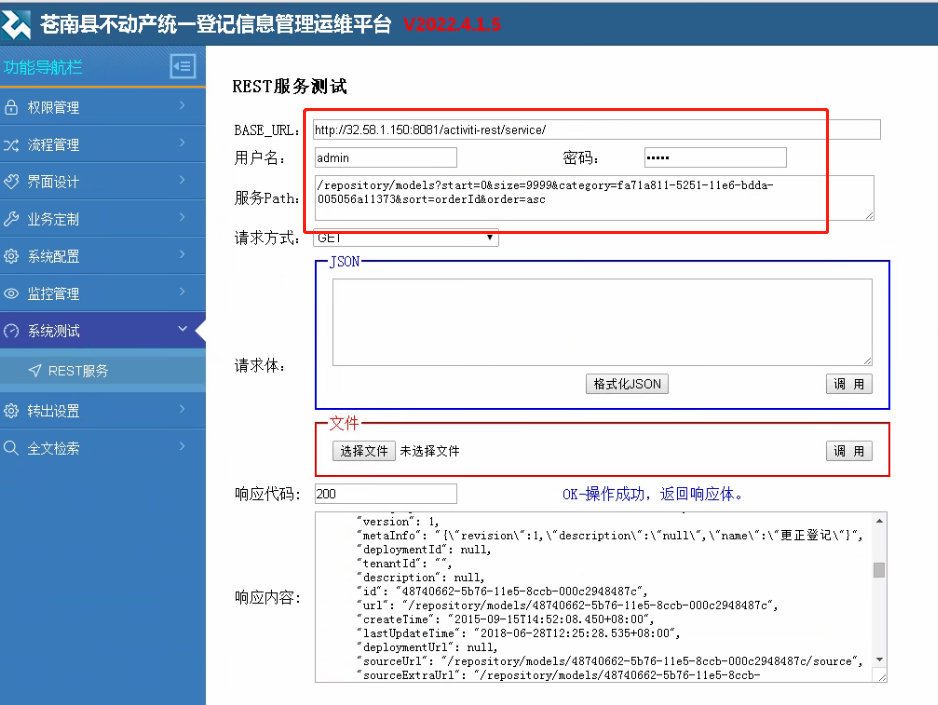 苍南县不动产统一登记信息管理运维平台 V2022.4.1.5
功能导航栏
权限管理
流程管理
界面设计
业务定制
系统配置
监控管理
系统测试
REST服务
转出设置
全文检索
REST服务测试
BASE_URL: http://32.58.1.150:8081/activiti-rest/service/
用户名: admin 密码: •••••
服务Path: /repository/models?start=0&size=9999&category=fa71a811-5251-11e6-bdda-
005056a11373&sort=orderId&order=asc
请求方式: GET
JSON
请求体:
格式化JSON 调 用
文件
选择文件 未选择文件 调 用
响应代码: 200 OK-操作成功，返回响应体。
响应内容:
"version": 1,
"metaInfo": "{\"revision\":1,\"description\":\"null\",\"name\":\"更正登记\"}",
"deploymentId": null,
"tenantId": "",
"description": null,
"id": "48740662-5b76-11e5-8ccb-000c2948487c",
"url": "/repository/models/48740662-5b76-11e5-8ccb-000c2948487c",
"createTime": "2015-09-15T14:52:08.450+08:00",
"lastUpdateTime": "2018-06-28T12:25:28.535+08:00",
"deploymentUrl": null,
"sourceUrl": "/repository/models/48740662-5b76-11e5-8ccb-000c2948487c/source",
"sourceExtraUrl": "/repository/models/48740662-5b76-11e5-8ccb-